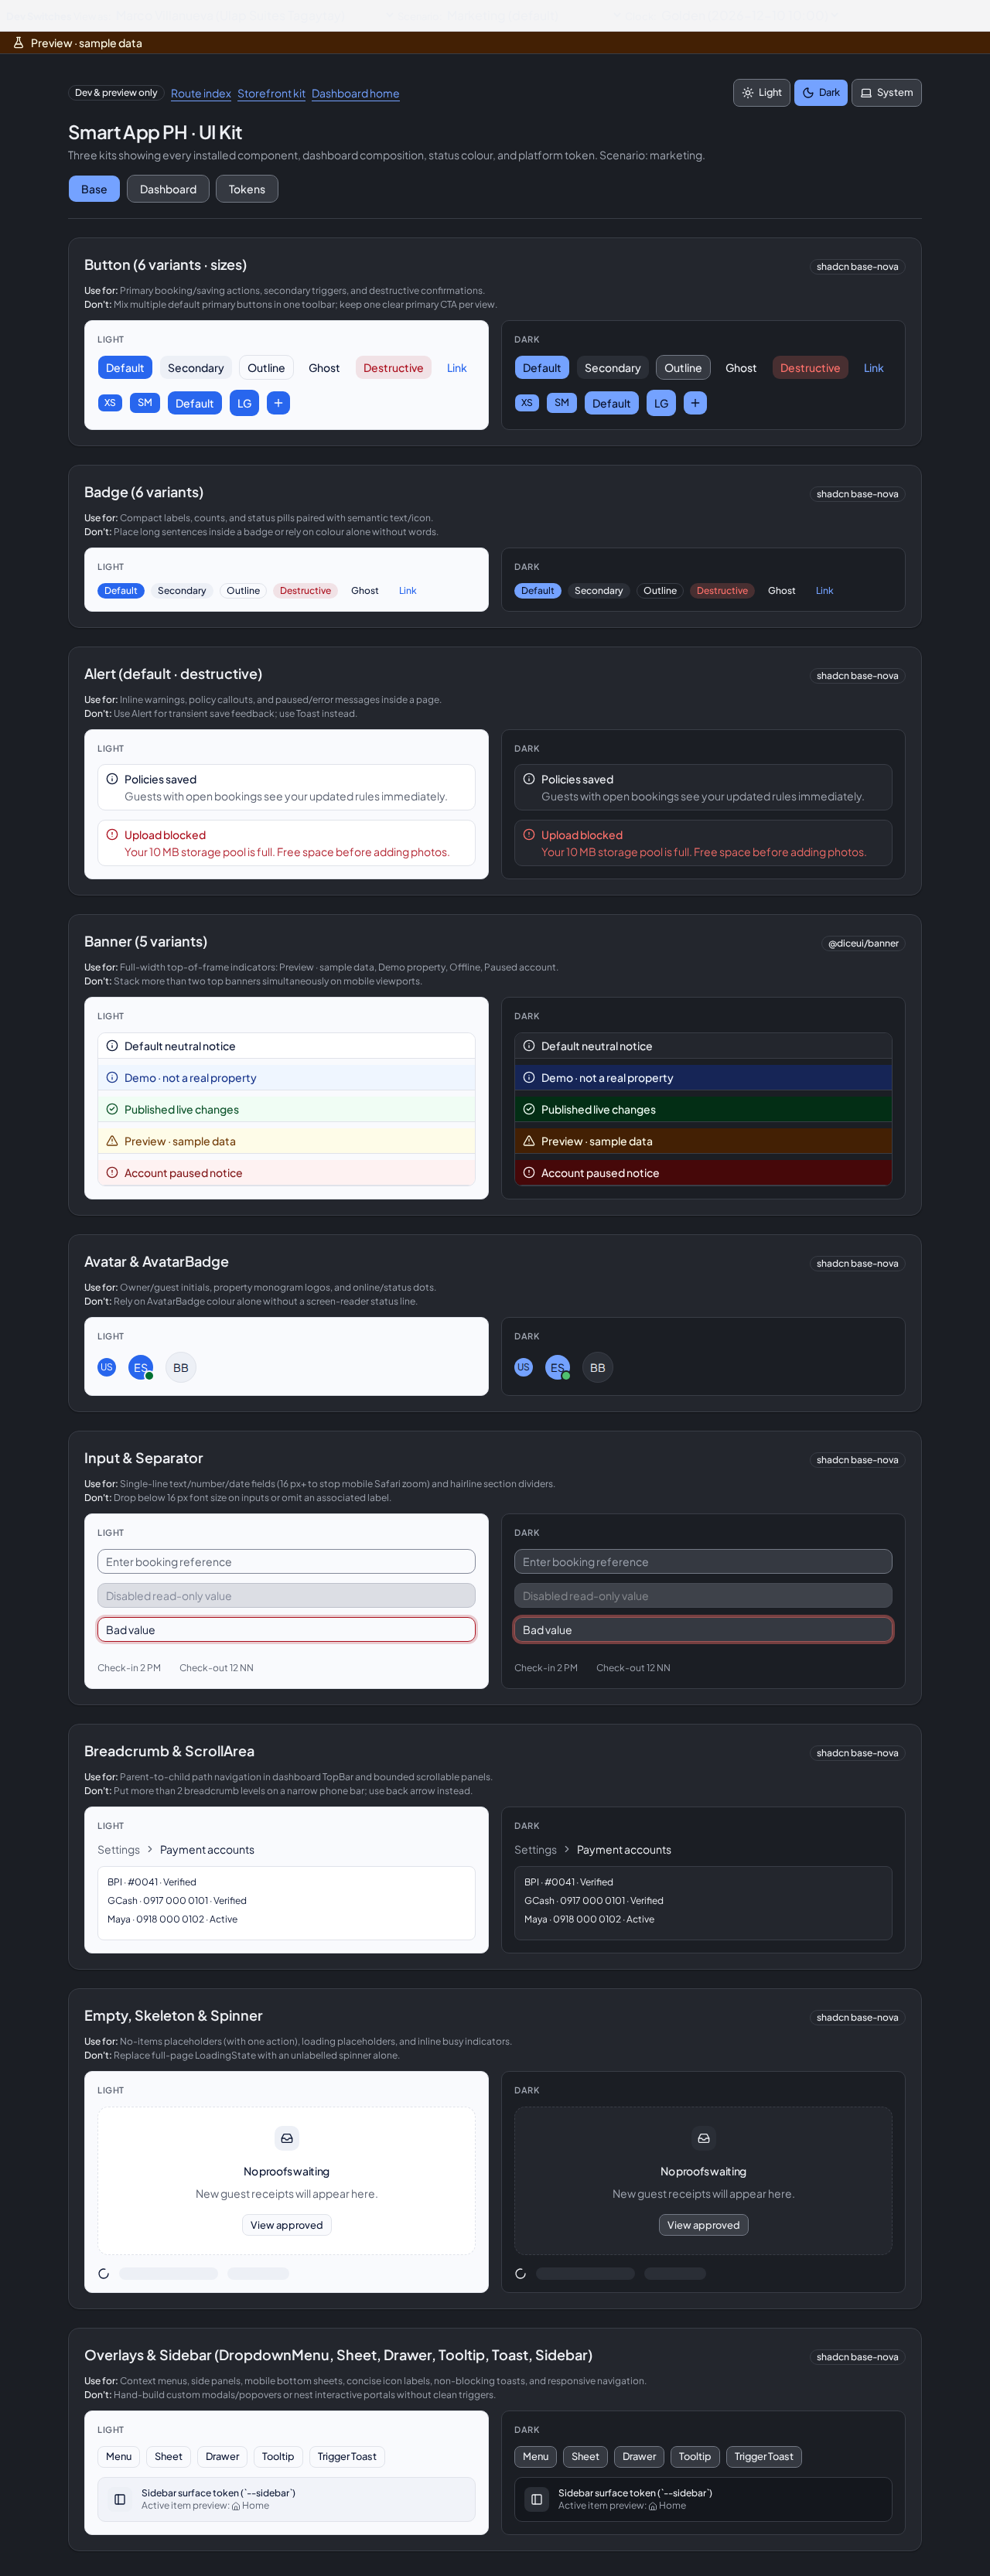 Preview · sample data
Dev & preview only Route index Storefront kit Dashboard home Light Dark System
Smart App PH · UI Kit
Three kits showing every installed component, dashboard composition, status colour, and platform token. Scenario: marketing.
Base Dashboard Tokens
Button (6 variants · sizes) shadcn base-nova
Use for: Primary booking/saving actions, secondary triggers, and destructive confirmations.
Don't: Mix multiple default primary buttons in one toolbar; keep one clear primary CTA per view.
LIGHT
Default Secondary Outline Ghost Destructive Link
XS SM Default LG
DARK
Default Secondary Outline Ghost Destructive Link
XS SM Default LG
Badge (6 variants) shadcn base-nova
Use for: Compact labels, counts, and status pills paired with semantic text/icon.
Don't: Place long sentences inside a badge or rely on colour alone without words.
LIGHT
Default Secondary Outline Destructive Ghost Link
DARK
Default Secondary Outline Destructive Ghost Link
Alert (default · destructive) shadcn base-nova
Use for: Inline warnings, policy callouts, and paused/error messages inside a page.
Don't: Use Alert for transient save feedback; use Toast instead.
LIGHT
Policies saved
Guests with open bookings see your updated rules immediately.
Upload blocked
Your 10 MB storage pool is full. Free space before adding photos.
DARK
Policies saved
Guests with open bookings see your updated rules immediately.
Upload blocked
Your 10 MB storage pool is full. Free space before adding photos.
Banner (5 variants) @diceui/banner
Use for: Full-width top-of-frame indicators: Preview · sample data, Demo property, Offline, Paused account.
Don't: Stack more than two top banners simultaneously on mobile viewports.
LIGHT
Default neutral notice
Demo · not a real property
Published live changes
Preview · sample data
Account paused notice
DARK
Default neutral notice
Demo · not a real property
Published live changes
Preview · sample data
Account paused notice
Avatar & AvatarBadge shadcn base-nova
Use for: Owner/guest initials, property monogram logos, and online/status dots.
Don't: Rely on AvatarBadge colour alone without a screen-reader status line.
LIGHT
US ES BB
DARK
US ES BB
Input & Separator shadcn base-nova
Use for: Single-line text/number/date fields (16 px+ to stop mobile Safari zoom) and hairline section dividers.
Don't: Drop below 16 px font size on inputs or omit an associated label.
LIGHT
Enter booking reference
Disabled read-only value
Bad value
Check-in 2 PM Check-out 12 NN
DARK
Enter booking reference
Disabled read-only value
Bad value
Check-in 2 PM Check-out 12 NN
Breadcrumb & ScrollArea shadcn base-nova
Use for: Parent-to-child path navigation in dashboard TopBar and bounded scrollable panels.
Don't: Put more than 2 breadcrumb levels on a narrow phone bar; use back arrow instead.
LIGHT
Settings Payment accounts
BPI · #0041 · Verified
GCash · 0917 000 0101 · Verified
Maya · 0918 000 0102 · Active
DARK
Settings Payment accounts
BPI · #0041 · Verified
GCash · 0917 000 0101 · Verified
Maya · 0918 000 0102 · Active
Empty, Skeleton & Spinner shadcn base-nova
Use for: No-items placeholders (with one action), loading placeholders, and inline busy indicators.
Don't: Replace full-page LoadingState with an unlabelled spinner alone.
LIGHT
No proofs waiting
New guest receipts will appear here.
View approved
DARK
No proofs waiting
New guest receipts will appear here.
View approved
Overlays & Sidebar (DropdownMenu, Sheet, Drawer, Tooltip, Toast, Sidebar) shadcn base-nova
Use for: Context menus, side panels, mobile bottom sheets, concise icon labels, non-blocking toasts, and responsive navigation.
Don't: Hand-build custom modals/popovers or nest interactive portals without clean triggers.
LIGHT
Menu Sheet Drawer Tooltip Trigger Toast
Sidebar surface token (`--sidebar`)
Active item preview: Home
DARK
Menu Sheet Drawer Tooltip Trigger Toast
Sidebar surface token (`--sidebar`)
Active item preview: Home